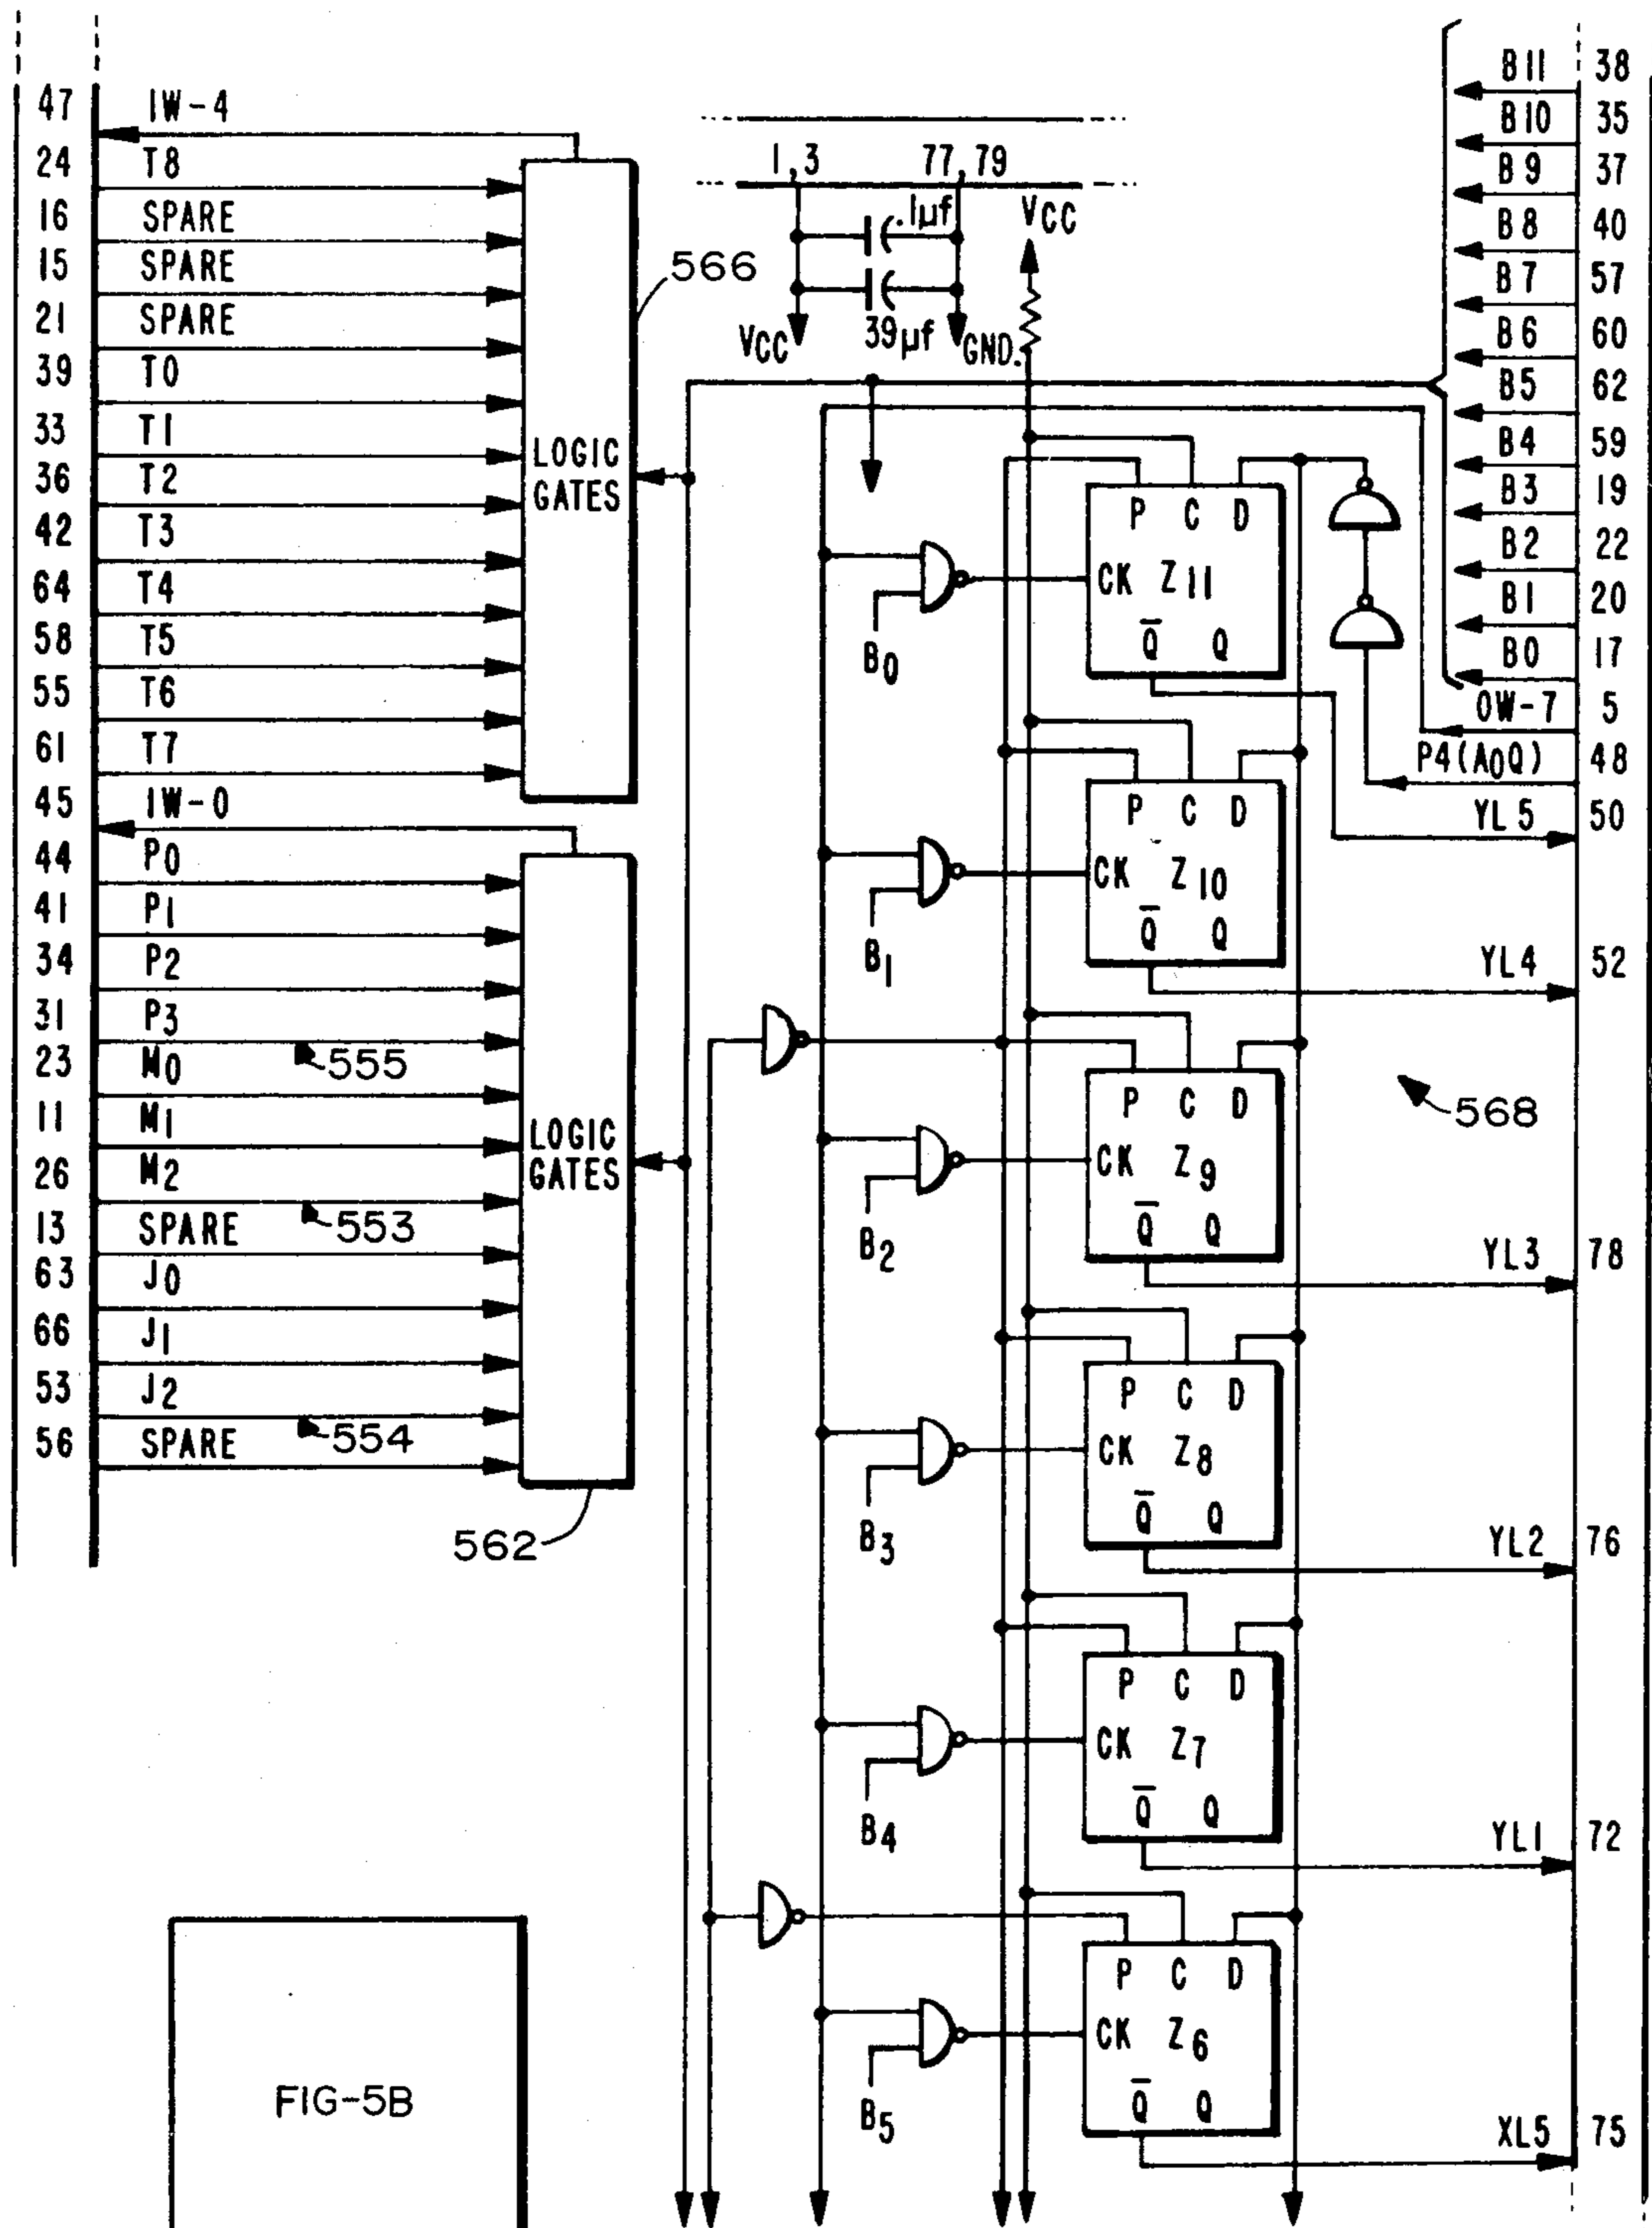 47 IW-4
24 T8
16 SPARE
15 SPARE
21 SPARE
39 T0
33 T1
36 T2
42 T3
64 T4
58 T5
55 T6
61 T7
LOGIC
GATES
566
45 IW-0
44 P0
41 P1
34 P2
31 P3
555
23 M0
11 M1
26 M2
553
13 SPARE
63 J0
66 J1
53 J2
554
56 SPARE
LOGIC
GATES
562
1,3 77,79
.1µf
VCC
39µf
VCC
GND.
B11 38
B10 35
B9 37
B8 40
B7 57
B6 60
B5 62
B4 59
B3 19
B2 22
B1 20
B0 17
OW-7 5
P4(A0Q) 48
YL5 50
YL4 52
YL3 78
YL2 76
YL1 72
XL5 75
568
P C D
CK Z11
Q̅ Q
B0
P C D
CK Z10
Q̅ Q
B1
P C D
CK Z9
Q̅ Q
B2
P C D
CK Z8
Q̅ Q
B3
P C D
CK Z7
Q̅ Q
B4
P C D
CK Z6
Q̅ Q
B5
FIG-5B